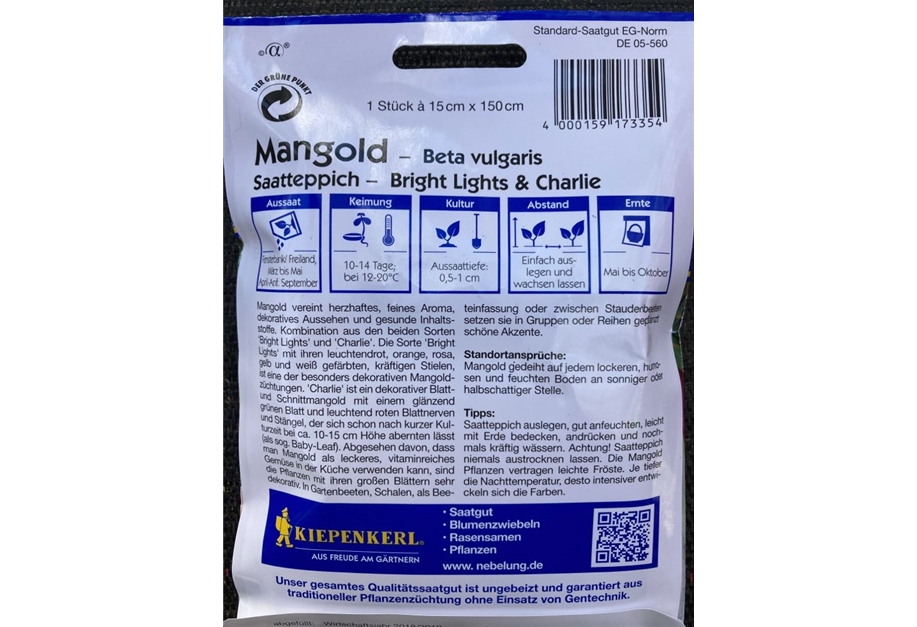 Standard-Saatgut EG-Norm
DE 05-560
©α®
DER GRÜNE PUNKT
1 Stück à 15 cm x 150 cm
4 000159 173354
Mangold – Beta vulgaris
Saatteppich – Bright Lights & Charlie
Aussaat
Fensterbank/ Freiland,
März bis Mai
April-Anf. September
Keimung
10-14 Tage;
bei 12-20°C
Kultur
Aussaattiefe:
0,5-1 cm
Abstand
Einfach aus-
legen und
wachsen lassen
Ernte
Mai bis Oktober
Mangold vereint herzhaftes, feines Aroma,
dekoratives Aussehen und gesunde Inhalts-
stoffe. Kombination aus den beiden Sorten
'Bright Lights' und 'Charlie'. Die Sorte 'Bright
Lights' mit ihren leuchtendrot, orange, rosa,
gelb und weiß gefärbten, kräftigen Stielen,
ist eine der besonders dekorativen Mangold-
züchtungen. 'Charlie' ist ein dekorativer Blatt-
und Schnittmangold mit einem glänzend
grünen Blatt und leuchtend roten Blattnerven
und Stängel, der sich schon nach kurzer Kul-
turzeit bei ca. 10-15 cm Höhe abernten lässt
(als sog. Baby-Leaf). Abgesehen davon, dass
man Mangold als leckeres, vitaminreiches
Gemüse in der Küche verwenden kann, sind
die Pflanzen mit ihren großen Blättern sehr
dekorativ. In Gartenbeeten, Schalen, als Bee-
teinfassung oder zwischen Staudenbeeten
setzen sie in Gruppen oder Reihen gepflanzt
schöne Akzente.
Standortansprüche:
Mangold gedeiht auf jedem lockeren, humo-
sen und feuchten Boden an sonniger oder
halbschattiger Stelle.
Tipps:
Saatteppich auslegen, gut anfeuchten, leicht
mit Erde bedecken, andrücken und noch-
mals kräftig wässern. Achtung! Saatteppich
niemals austrocknen lassen. Die Mangold
Pflanzen vertragen leichte Fröste. Je tiefer
die Nachttemperatur, desto intensiver entwi-
ckeln sich die Farben.
KIEPENKERL®
AUS FREUDE AM GÄRTNERN
· Saatgut
· Blumenzwiebeln
· Rasensamen
· Pflanzen
www. nebelung.de
Unser gesamtes Qualitätssaatgut ist ungebeizt und garantiert aus
traditioneller Pflanzenzüchtung ohne Einsatz von Gentechnik.
abgefüllt: Wirtschaftsjahr 2018/2019